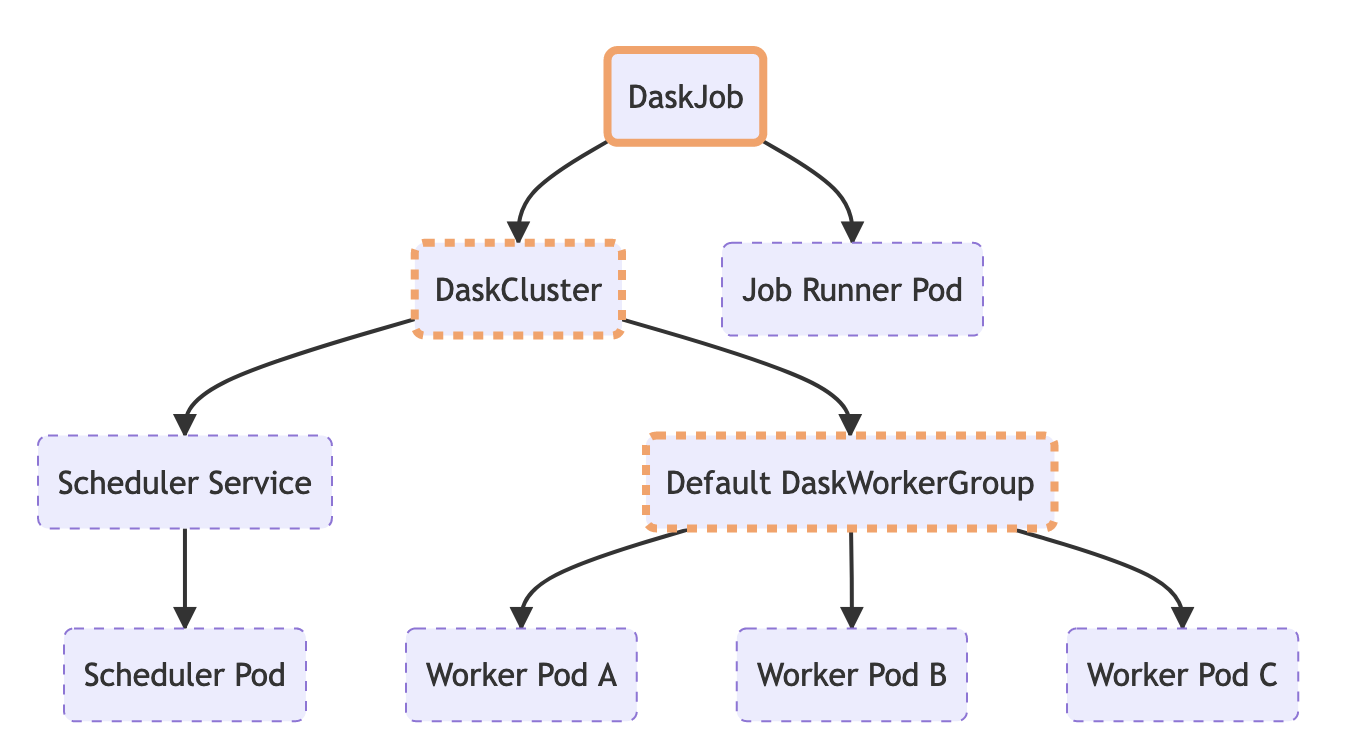 DaskJob
DaskCluster
Job Runner Pod
Scheduler Service
Default DaskWorkerGroup
Scheduler Pod
Worker Pod A
Worker Pod B
Worker Pod C